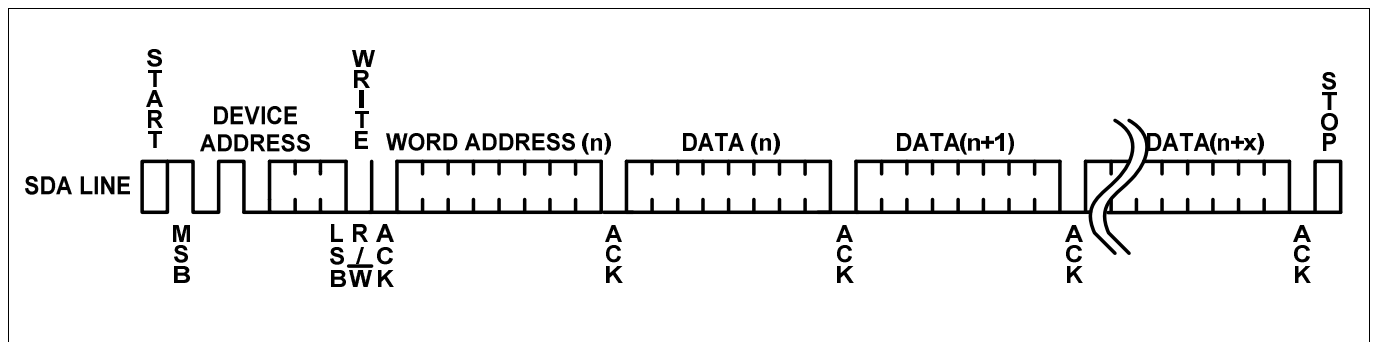 START
WRITE
STOP
DEVICE
ADDRESS
WORD ADDRESS (n)
DATA (n)
DATA(n+1)
DATA(n+x)
SDA LINE
MSB
LSB
R/W
ACK
ACK
ACK
ACK
ACK